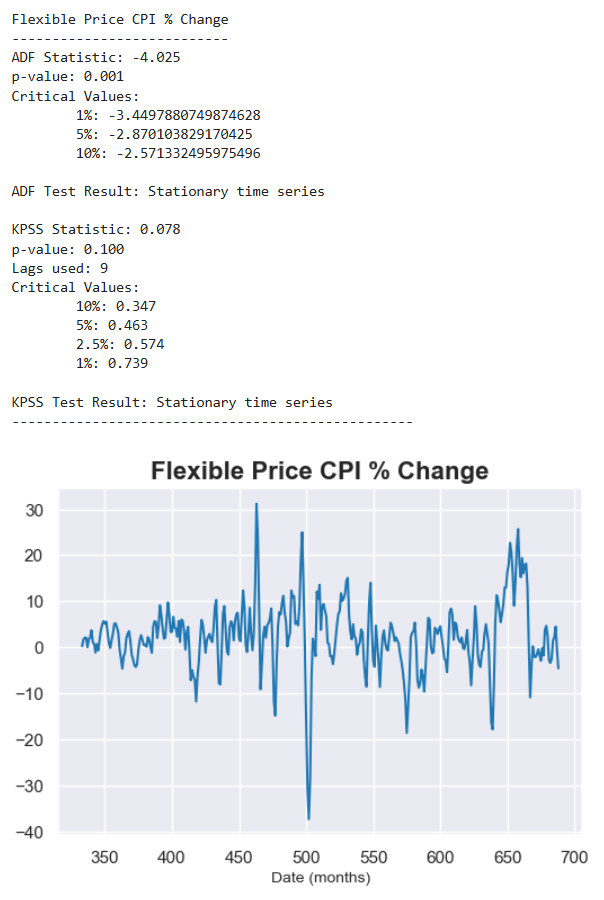 Flexible Price CPI % Change
---------------------------
ADF Statistic: -4.025
p-value: 0.001
Critical Values:
1%: -3.4497880749874628
5%: -2.870103829170425
10%: -2.571332495975496
ADF Test Result: Stationary time series
KPSS Statistic: 0.078
p-value: 0.100
Lags used: 9
Critical Values:
10%: 0.347
5%: 0.463
2.5%: 0.574
1%: 0.739
KPSS Test Result: Stationary time series
--------------------------------------------------
Flexible Price CPI % Change
30
20
10
0
−10
−20
−30
−40
350 400 450 500 550 600 650 700
Date (months)